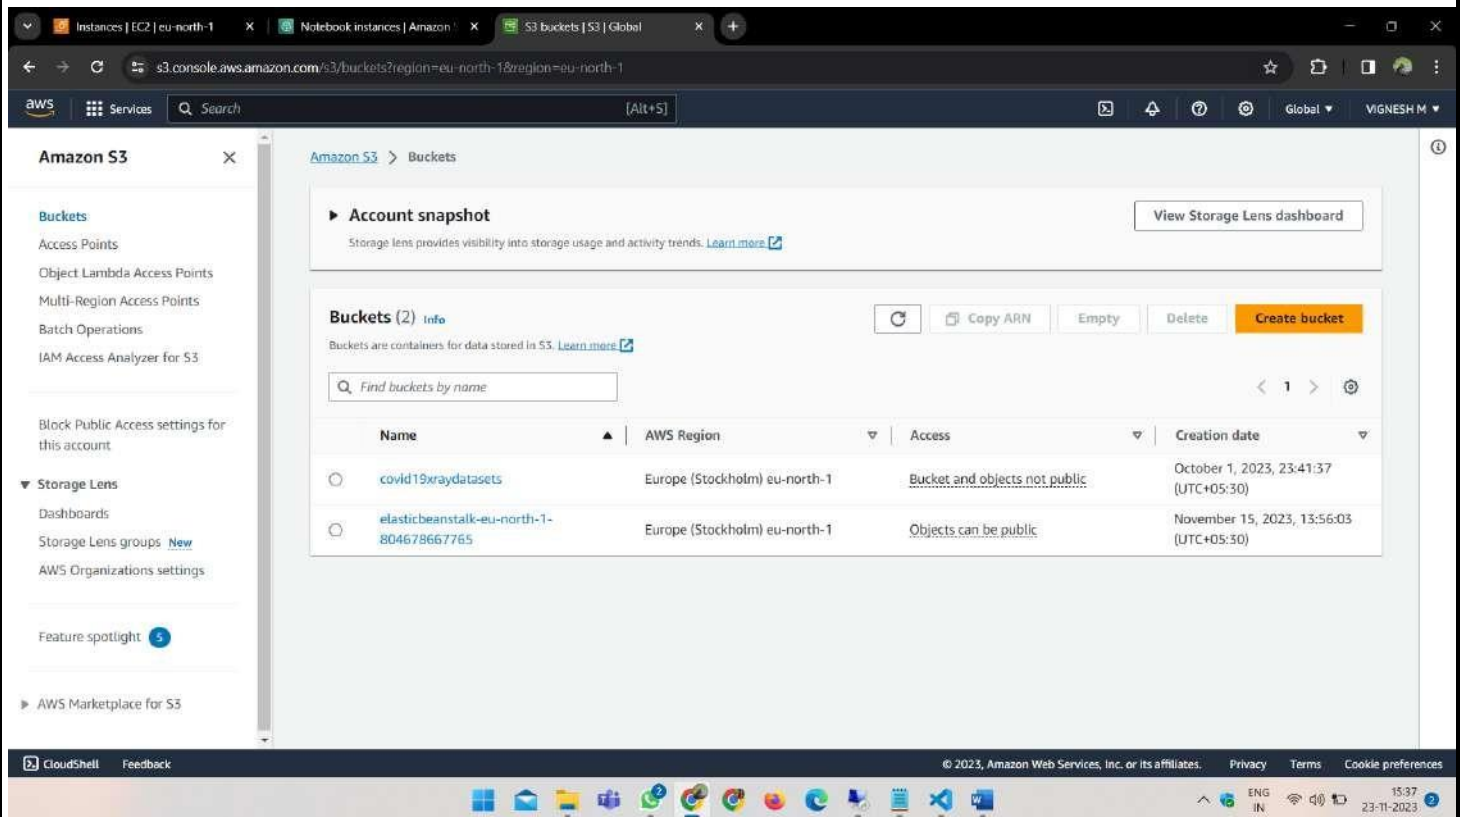 Instances | EC2 | eu-north-1
Notebook instances | Amazon
S3 buckets | S3 | Global
s3.console.aws.amazon.com/s3/buckets?region=eu-north-1&region=eu-north-1
aws Services Search [Alt+S] Global VIGNESH M
Amazon S3
Buckets
Access Points
Object Lambda Access Points
Multi-Region Access Points
Batch Operations
IAM Access Analyzer for S3
Block Public Access settings for
this account
Storage Lens
Dashboards
Storage Lens groups New
AWS Organizations settings
Feature spotlight 5
AWS Marketplace for S3
Amazon S3 > Buckets
Account snapshot
View Storage Lens dashboard
Storage lens provides visibility into storage usage and activity trends. Learn more
Buckets (2) Info
Copy ARN Empty Delete Create bucket
Buckets are containers for data stored in S3. Learn more
Find buckets by name
< 1 >
Name AWS Region Access Creation date
covid19xraydatasets Europe (Stockholm) eu-north-1 Bucket and objects not public October 1, 2023, 23:41:37
(UTC+05:30)
elasticbeanstalk-eu-north-1- Europe (Stockholm) eu-north-1 Objects can be public November 15, 2023, 13:56:03
804678667765 (UTC+05:30)
CloudShell Feedback © 2023, Amazon Web Services, Inc. or its affiliates. Privacy Terms Cookie preferences
2
ENG 15:37
IN 23-11-2023 2